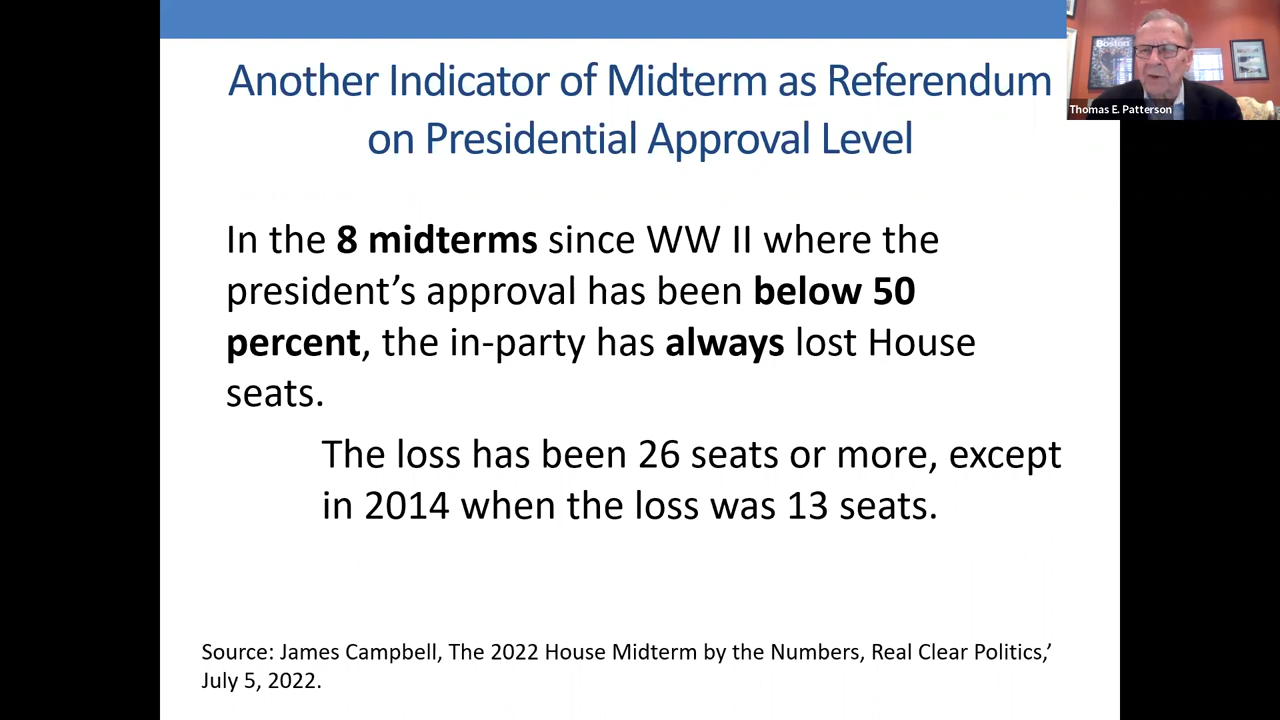 Another Indicator of Midterm as Referendum
on Presidential Approval Level
Boston
Thomas E. Patterson
In the 8 midterms since WW II where the
president’s approval has been below 50
percent, the in-party has always lost House
seats.
The loss has been 26 seats or more, except
in 2014 when the loss was 13 seats.
Source: James Campbell, The 2022 House Midterm by the Numbers, Real Clear Politics,’
July 5, 2022.